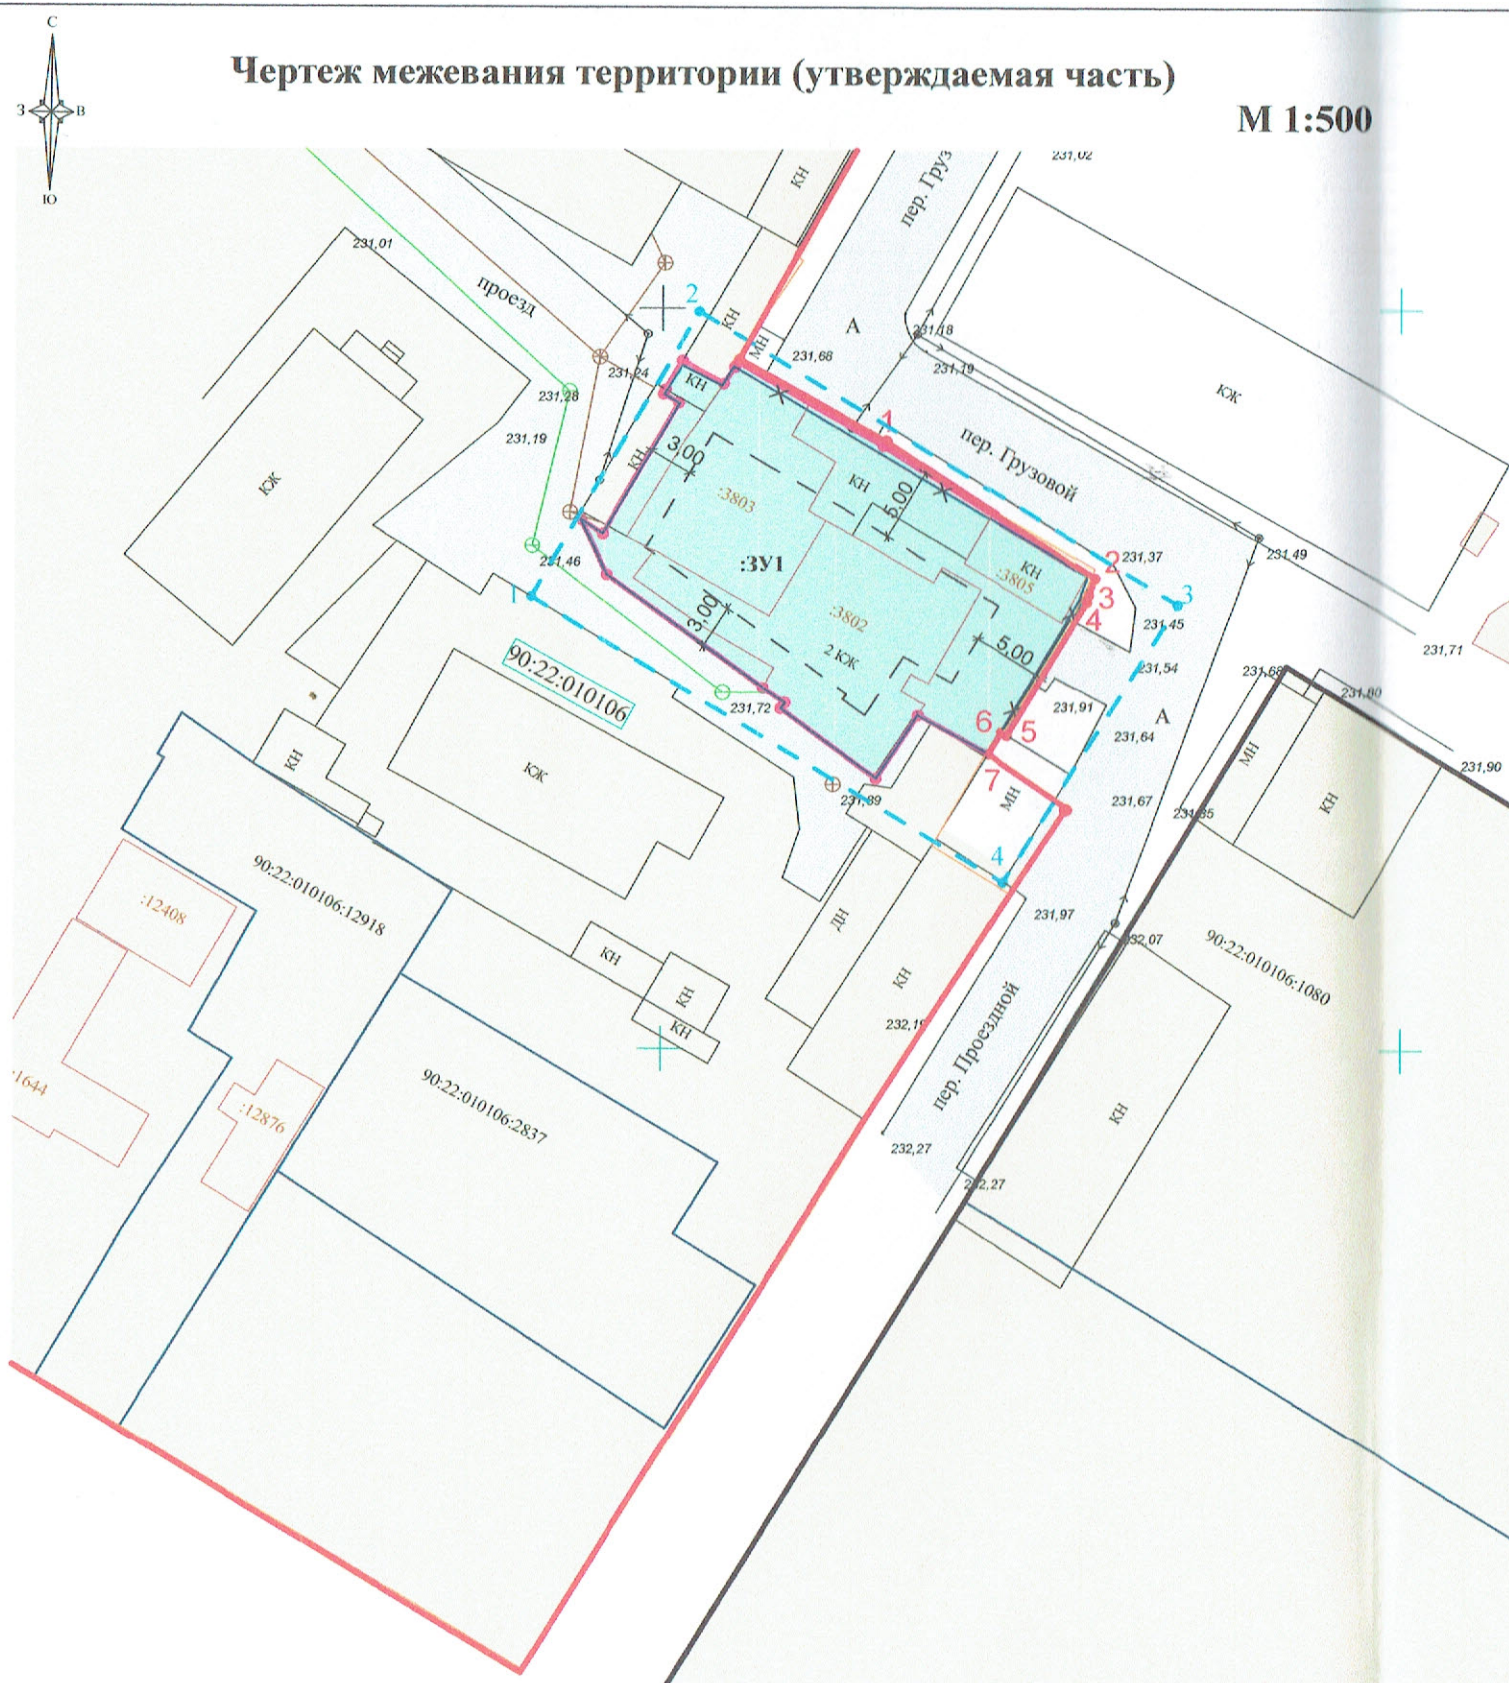 С
З
В
Ю
Чертеж межевания территории (утверждаемая часть)
М 1:500
КН
пер. Груз
231,02
231,01
проезд
2
КН
МН
231,68
А
231,18
231,19
КЖ
231,24
КН
231,28
231,19
КЖ
КН
3,00
:3803
КН
5,00
1
пер. Грузовой
231,49
231,46
:ЗУ1
КН
:3805
2
231,37
3
4
3
231,45
1
3,00
:3802
2 КЖ
5,00
231,54
231,71
90:22:010106
231,72
231,91
231,68
231,80
6
5
231,64
А
7
МН
231,67
МН
231,90
КН
КЖ
КН
231,89
231,85
КН
4
90:22:010106:12918
:12408
ДН
231,97
232,07
90:22:010106:1080
КН
КН
КН
КН
232,19
пер. Проездной
:1644
:12876
90:22:010106:2837
КН
232,27
232,27